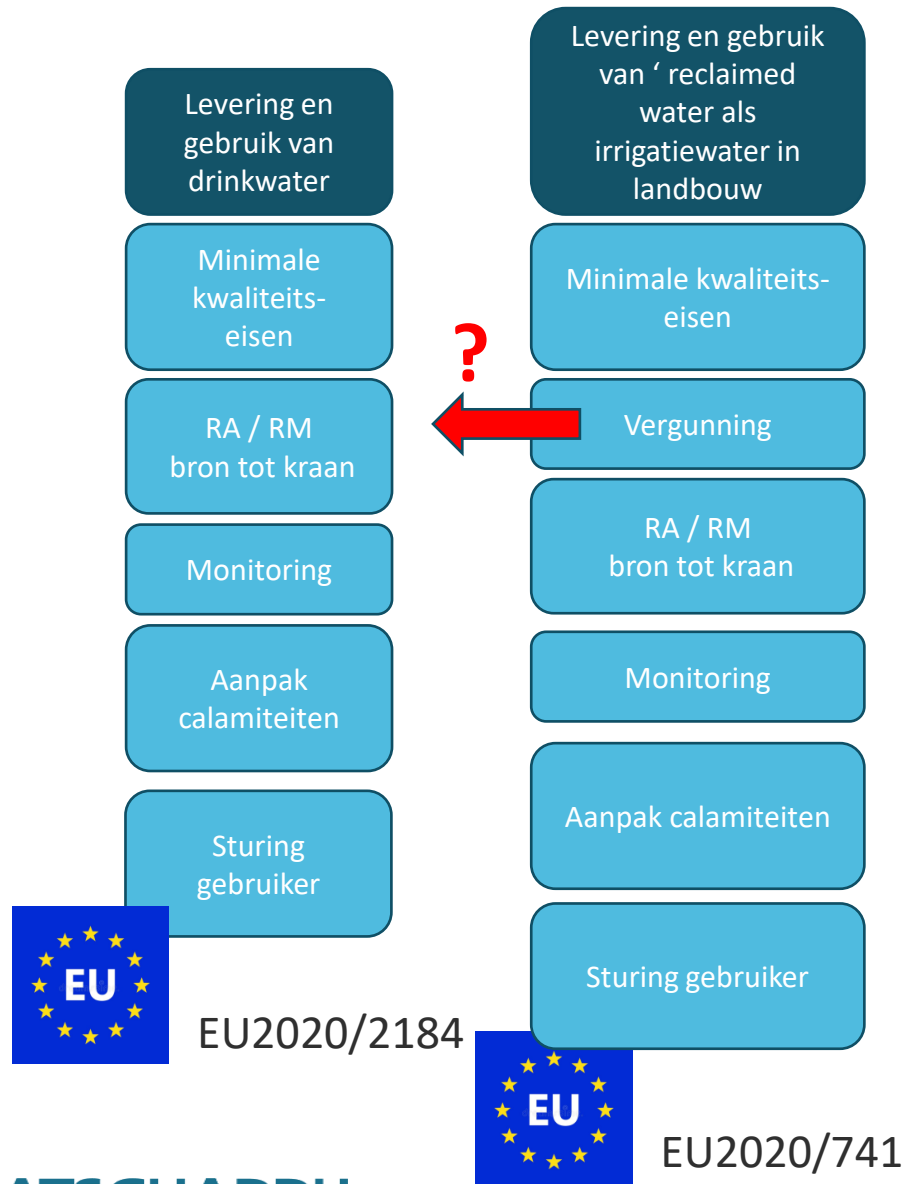 Levering en
gebruik van
drinkwater
Minimale
kwaliteits-
eisen
RA / RM
bron tot kraan
Monitoring
Aanpak
calamiteiten
Sturing
gebruiker
EU
EU2020/2184
?
Levering en gebruik
van ‘ reclaimed
water als
irrigatiewater in
landbouw
Minimale kwaliteits-
eisen
Vergunning
RA / RM
bron tot kraan
Monitoring
Aanpak calamiteiten
Sturing gebruiker
EU
EU2020/741